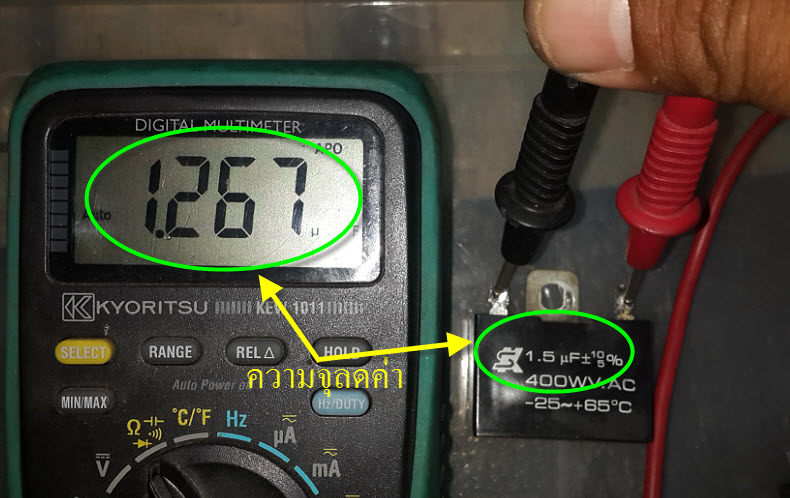 DIGITAL MULTIMETER
APO
Auto
1.267
µ F
KYORITSU KEW 1011
SELECT RANGE REL∆ HOLD
Auto Power
ความจุลดค่า
MIN/MAX
Hz/DUTY
Ω °C/F Hz
µA
V
mA
1.5 µF±10/5%
400WV.AC
-25~+65°C